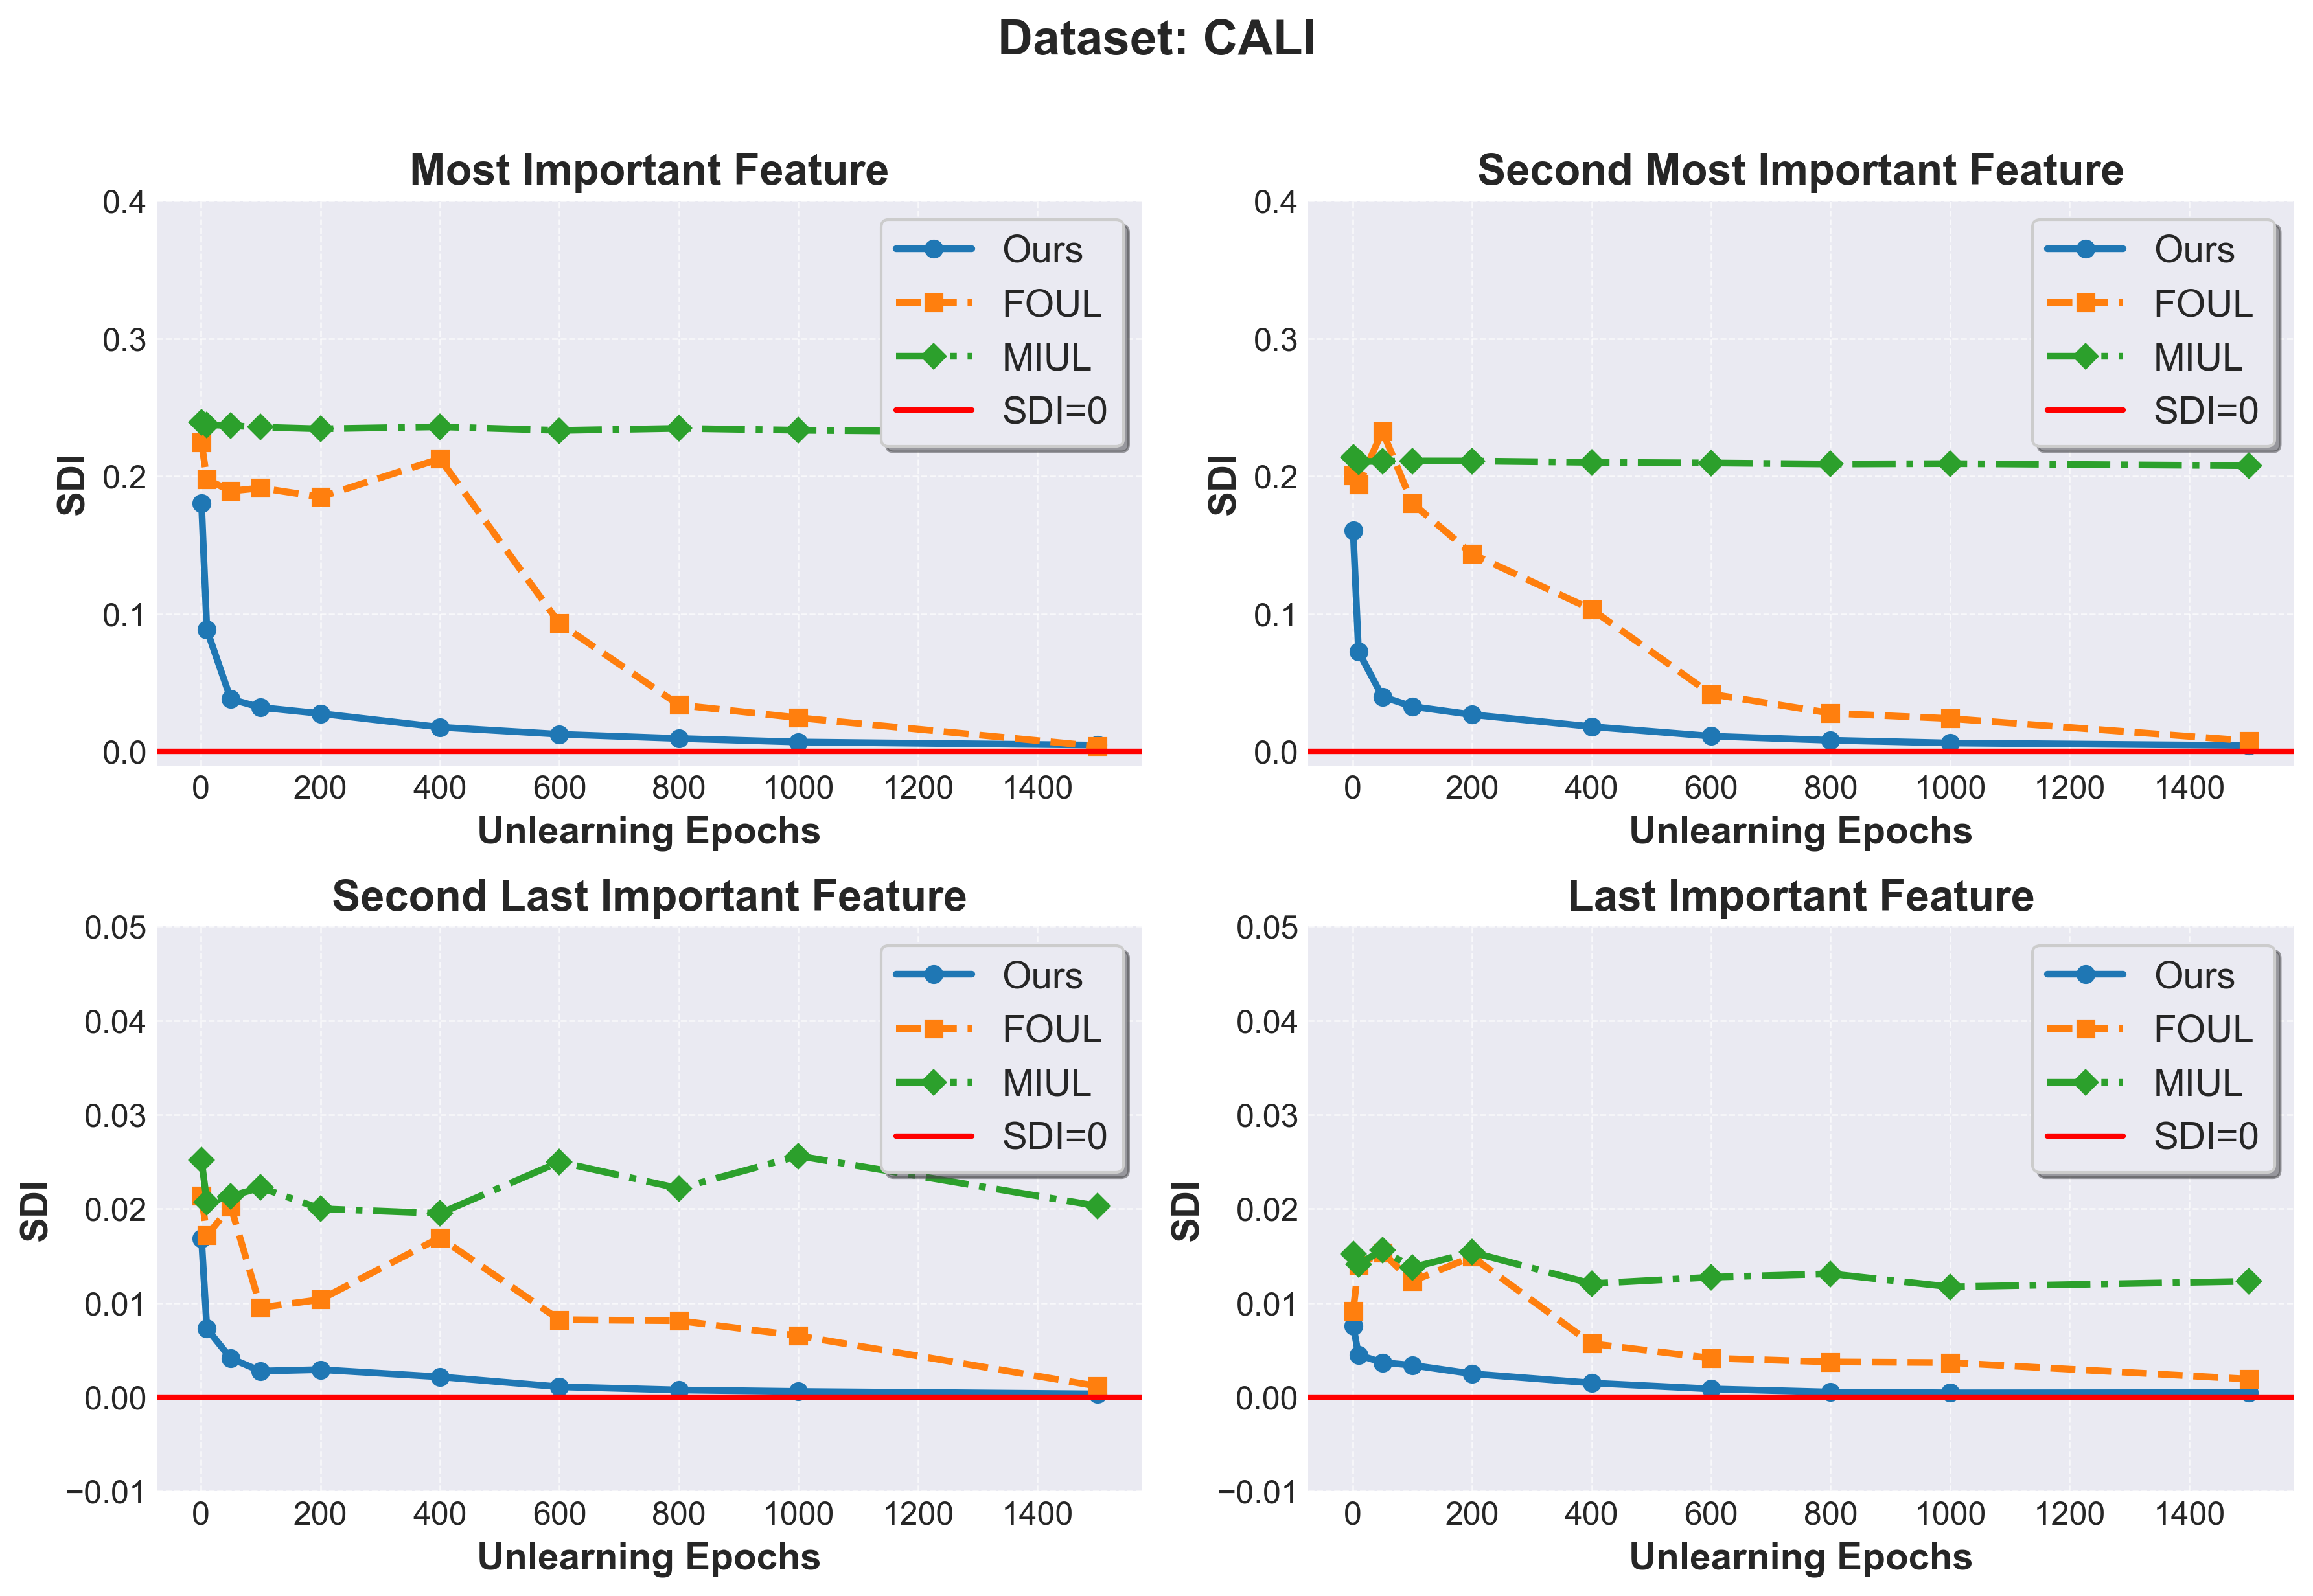 Dataset: CALI
Most Important Feature
0.4
0.3
0.2
0.1
0.0
SDI
Ours
FOUL
MIUL
SDI=0
0 200 400 600 800 1000 1200 1400
Unlearning Epochs
Second Most Important Feature
0.4
0.3
0.2
0.1
0.0
SDI
Ours
FOUL
MIUL
SDI=0
0 200 400 600 800 1000 1200 1400
Unlearning Epochs
Second Last Important Feature
0.05
0.04
0.03
0.02
0.01
0.00
−0.01
SDI
Ours
FOUL
MIUL
SDI=0
0 200 400 600 800 1000 1200 1400
Unlearning Epochs
Last Important Feature
0.05
0.04
0.03
0.02
0.01
0.00
−0.01
SDI
Ours
FOUL
MIUL
SDI=0
0 200 400 600 800 1000 1200 1400
Unlearning Epochs